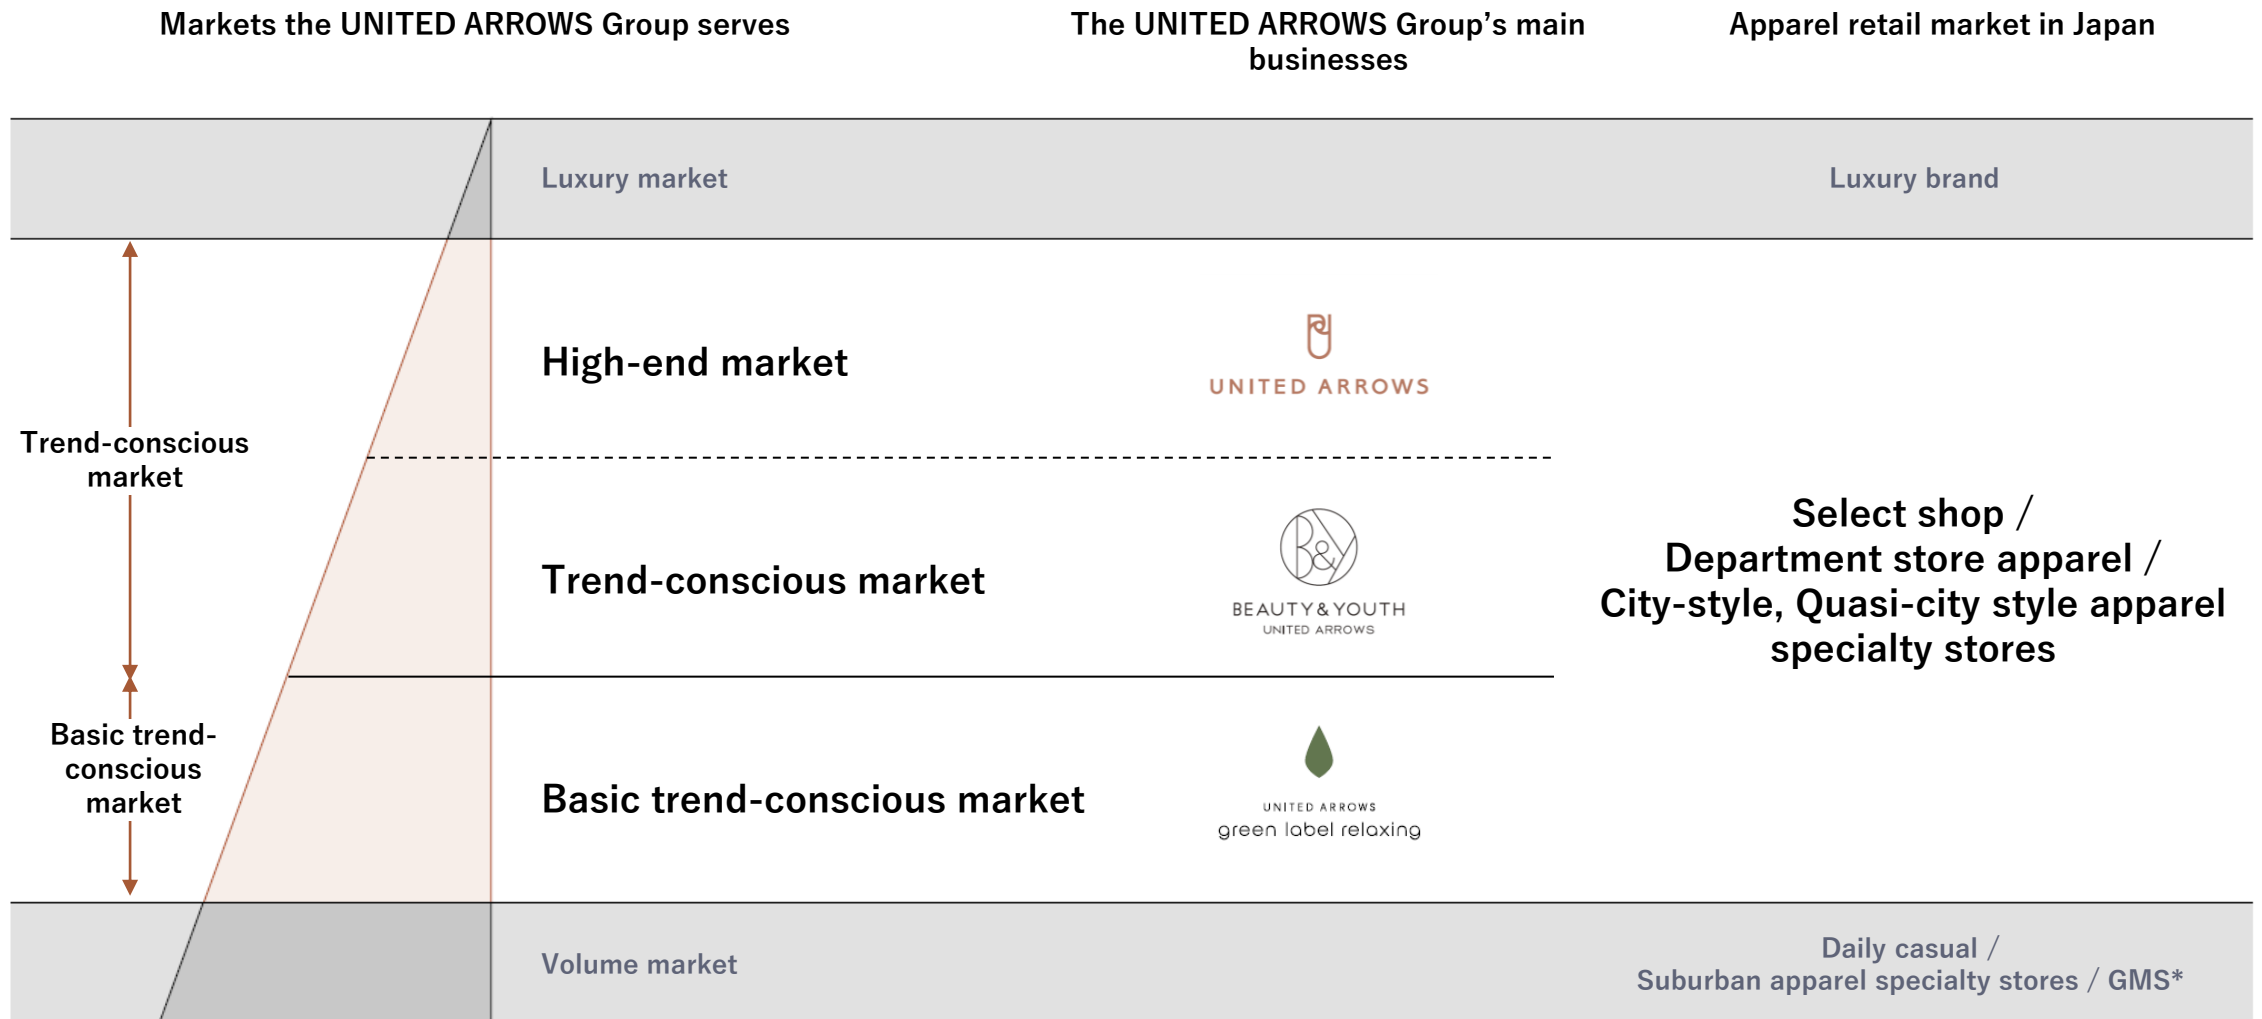 Markets the UNITED ARROWS Group serves
The UNITED ARROWS Group's main
businesses
Apparel retail market in Japan
Luxury market
Luxury brand
Trend-conscious
market
High-end market
UNITED ARROWS
Trend-conscious market
B&Y
BEAUTY&YOUTH
UNITED ARROWS
Select shop /
Department store apparel /
City-style, Quasi-city style apparel
specialty stores
Basic trend-
conscious
market
Basic trend-conscious market
UNITED ARROWS
green label relaxing
Volume market
Daily casual /
Suburban apparel specialty stores / GMS*